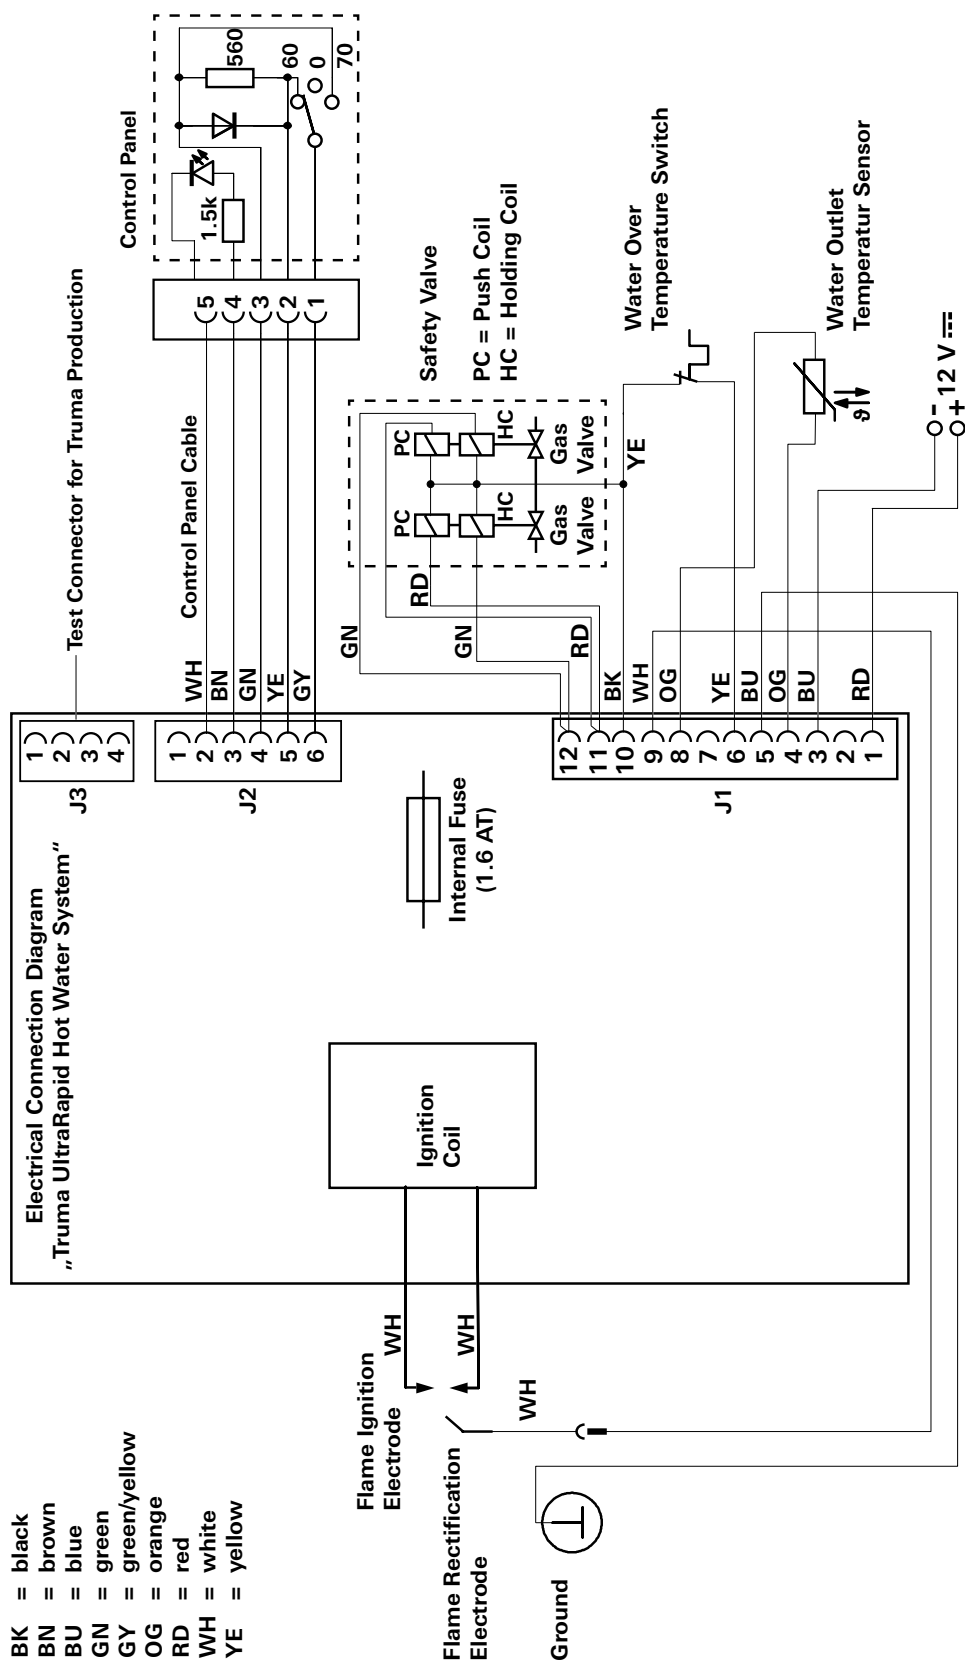 Electrical Connection Diagram
„Truma UltraRapid Hot Water System“
BK = black
BN = brown
BU = blue
GN = green
GY = green/yellow
OG = orange
RD = red
WH = white
YE = yellow
J3
1
2
3
4
Test Connector for Truma Production
J2
1
2
3
4
5
6
WH
BN
GN
YE
GY
Control Panel Cable
5
4
3
2
1
Control Panel
1.5k
560
60
0
70
Internal Fuse
(1.6 AT)
Ignition
Coil
WH
WH
Flame Ignition
Electrode
Flame Rectification
Electrode
WH
Ground
J1
12
11
10
9
8
7
6
5
4
3
2
1
GN
RD
GN
RD
BK
WH
OG
YE
BU
OG
BU
RD
Safety Valve
PC = Push Coil
HC = Holding Coil
PC
PC
HC
HC
Gas
Valve
Gas
Valve
YE
Water Over
Temperature Switch
Water Outlet
Temperatur Sensor
ϑ
-
+
12 V